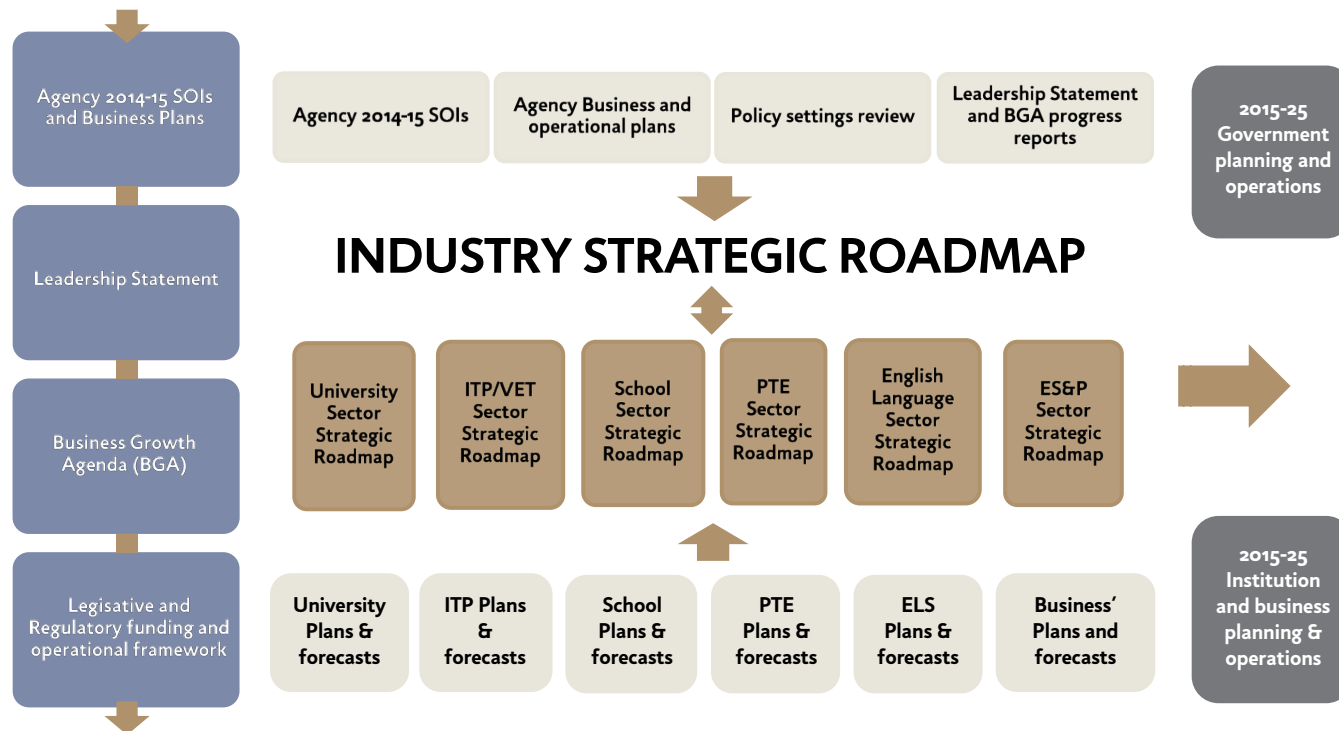 Agency 2014-15 SOIs
and Business Plans
Leadership Statement
Business Growth
Agenda (BGA)
Legisative and
Regulatory funding and
operational framework
Agency 2014-15 SOIs
Agency Business and
operational plans
Policy settings review
Leadership Statement
and BGA progress
reports
INDUSTRY STRATEGIC ROADMAP
University
Sector
Strategic
Roadmap
ITP/VET
Sector
Strategic
Roadmap
School
Sector
Strategic
Roadmap
PTE
Sector
Strategic
Roadmap
English
Language
Sector
Strategic
Roadmap
ES&P
Sector
Strategic
Roadmap
University
Plans &
forecasts
ITP Plans
&
forecasts
School
Plans &
forecasts
PTE
Plans &
forecasts
ELS
Plans &
forecasts
Business’
Plans and
forecasts
2015-25
Government
planning and
operations
2015-25
Institution
and business
planning &
operations